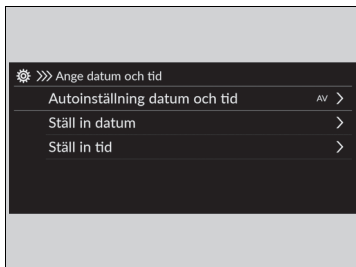 Ange datum och tid
Autoinställning datum och tid AV
Ställ in datum
Ställ in tid